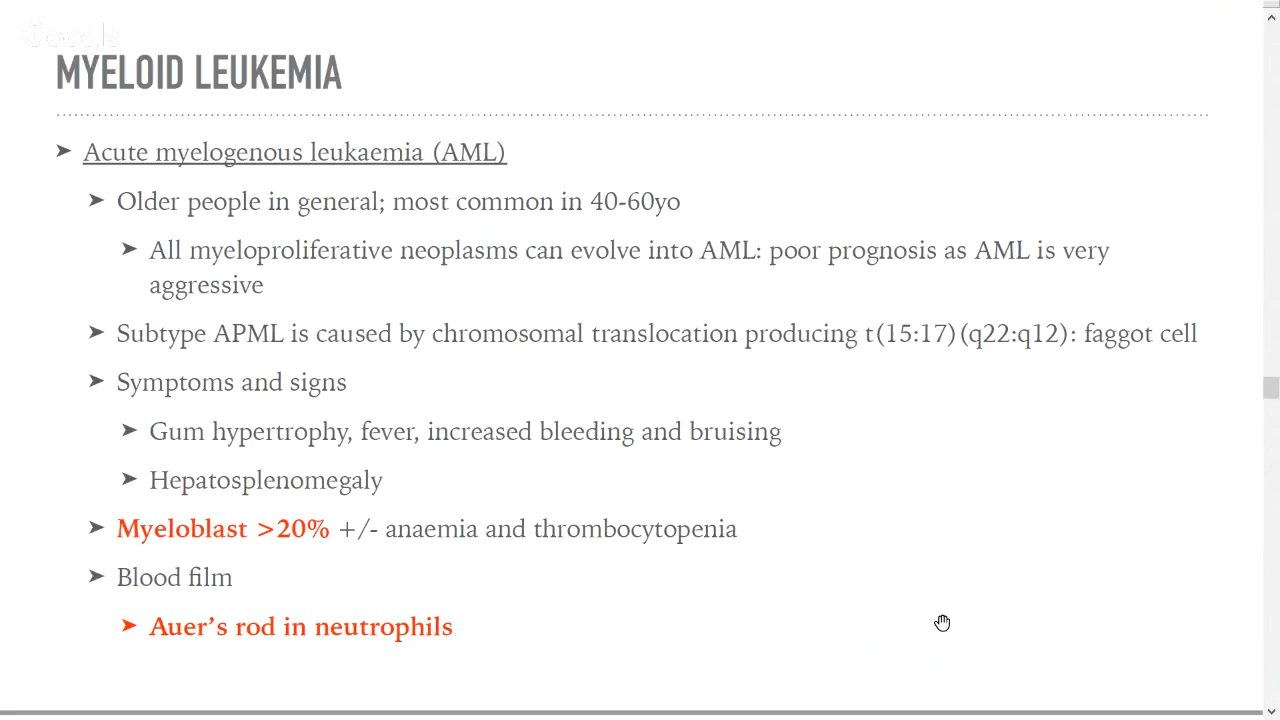 MYELOID LEUKEMIA
Acute myelogenous leukaemia (AML)
Older people in general; most common in 40-60yo
All myeloproliferative neoplasms can evolve into AML: poor prognosis as AML is very
aggressive
Subtype APML is caused by chromosomal translocation producing t(15:17)(q22:q12): faggot cell
Symptoms and signs
Gum hypertrophy, fever, increased bleeding and bruising
Hepatosplenomegaly
Myeloblast >20% +/- anaemia and thrombocytopenia
Blood film
Auer’s rod in neutrophils